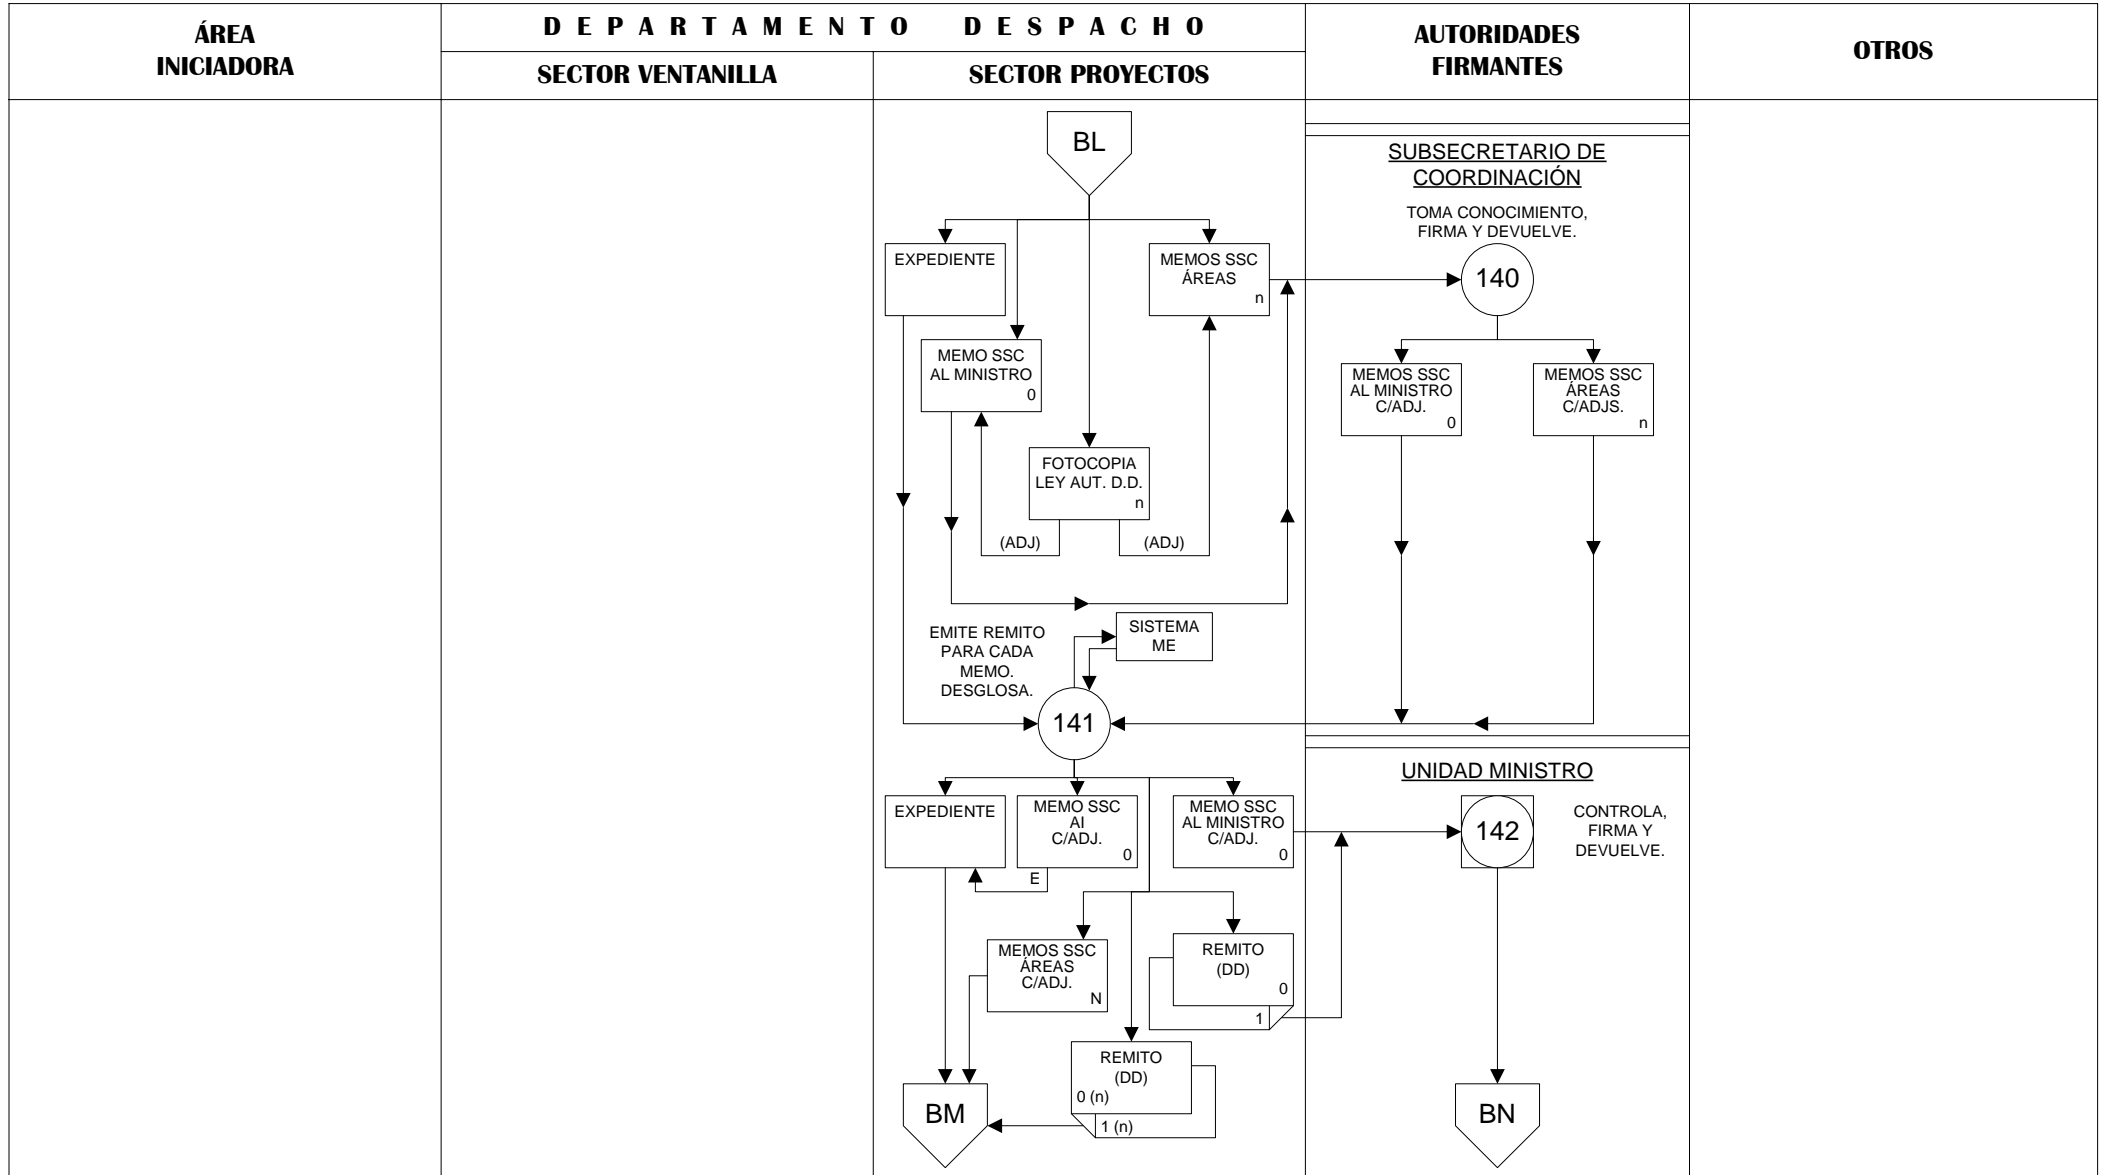 ÁREA
INICIADORA
DEPARTAMENTO DESPACHO
SECTOR VENTANILLA
SECTOR PROYECTOS
AUTORIDADES
FIRMANTES
OTROS
BL
EXPEDIENTE
MEMOS SSC
ÁREAS
n
MEMO SSC
AL MINISTRO
0
FOTOCOPIA
LEY AUT. D.D.
n
(ADJ)
(ADJ)
SUBSECRETARIO DE
COORDINACIÓN
TOMA CONOCIMIENTO,
FIRMA Y DEVUELVE.
140
MEMOS SSC
AL MINISTRO
C/ADJ.
0
MEMOS SSC
ÁREAS
C/ADJS.
n
EMITE REMITO
PARA CADA
MEMO.
DESGLOSA.
SISTEMA
ME
141
EXPEDIENTE
MEMO SSC
AI
C/ADJ.
0
E
MEMO SSC
AL MINISTRO
C/ADJ.
0
UNIDAD MINISTRO
142
CONTROLA,
FIRMA Y
DEVUELVE.
MEMOS SSC
ÁREAS
C/ADJ.
N
REMITO
(DD)
0
1
REMITO
(DD)
0 (n)
1 (n)
BM
BN